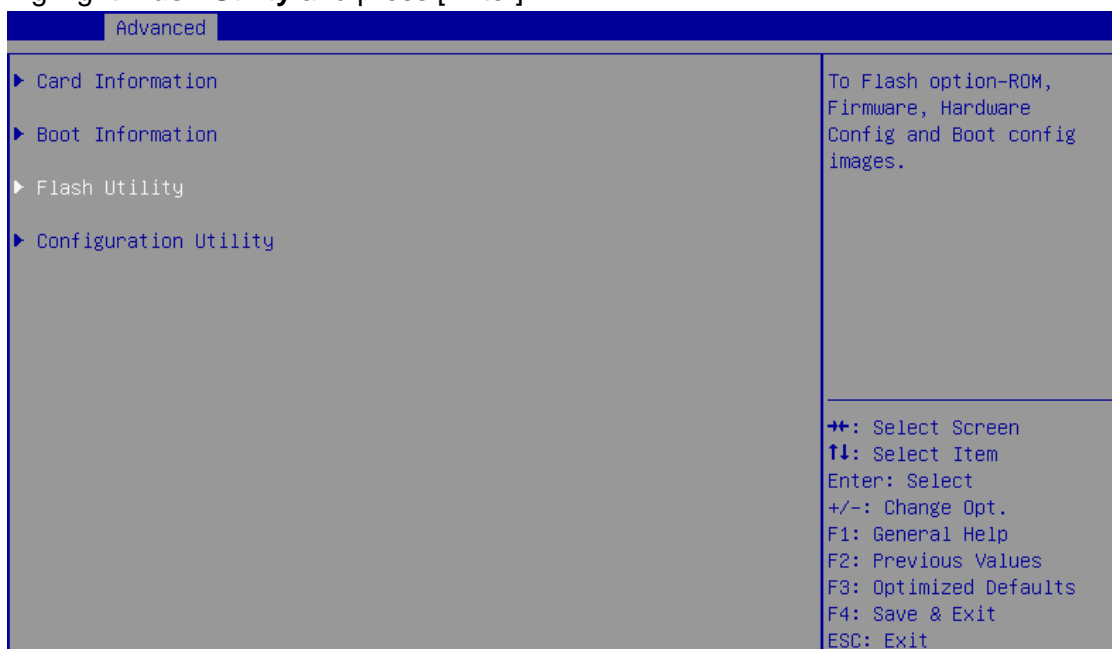 Advanced
Card Information
Boot Information
Flash Utility
Configuration Utility
To Flash option-ROM,
Firmware, Hardware
Config and Boot config
images.
→←: Select Screen
↑↓: Select Item
Enter: Select
+/-: Change Opt.
F1: General Help
F2: Previous Values
F3: Optimized Defaults
F4: Save & Exit
ESC: Exit